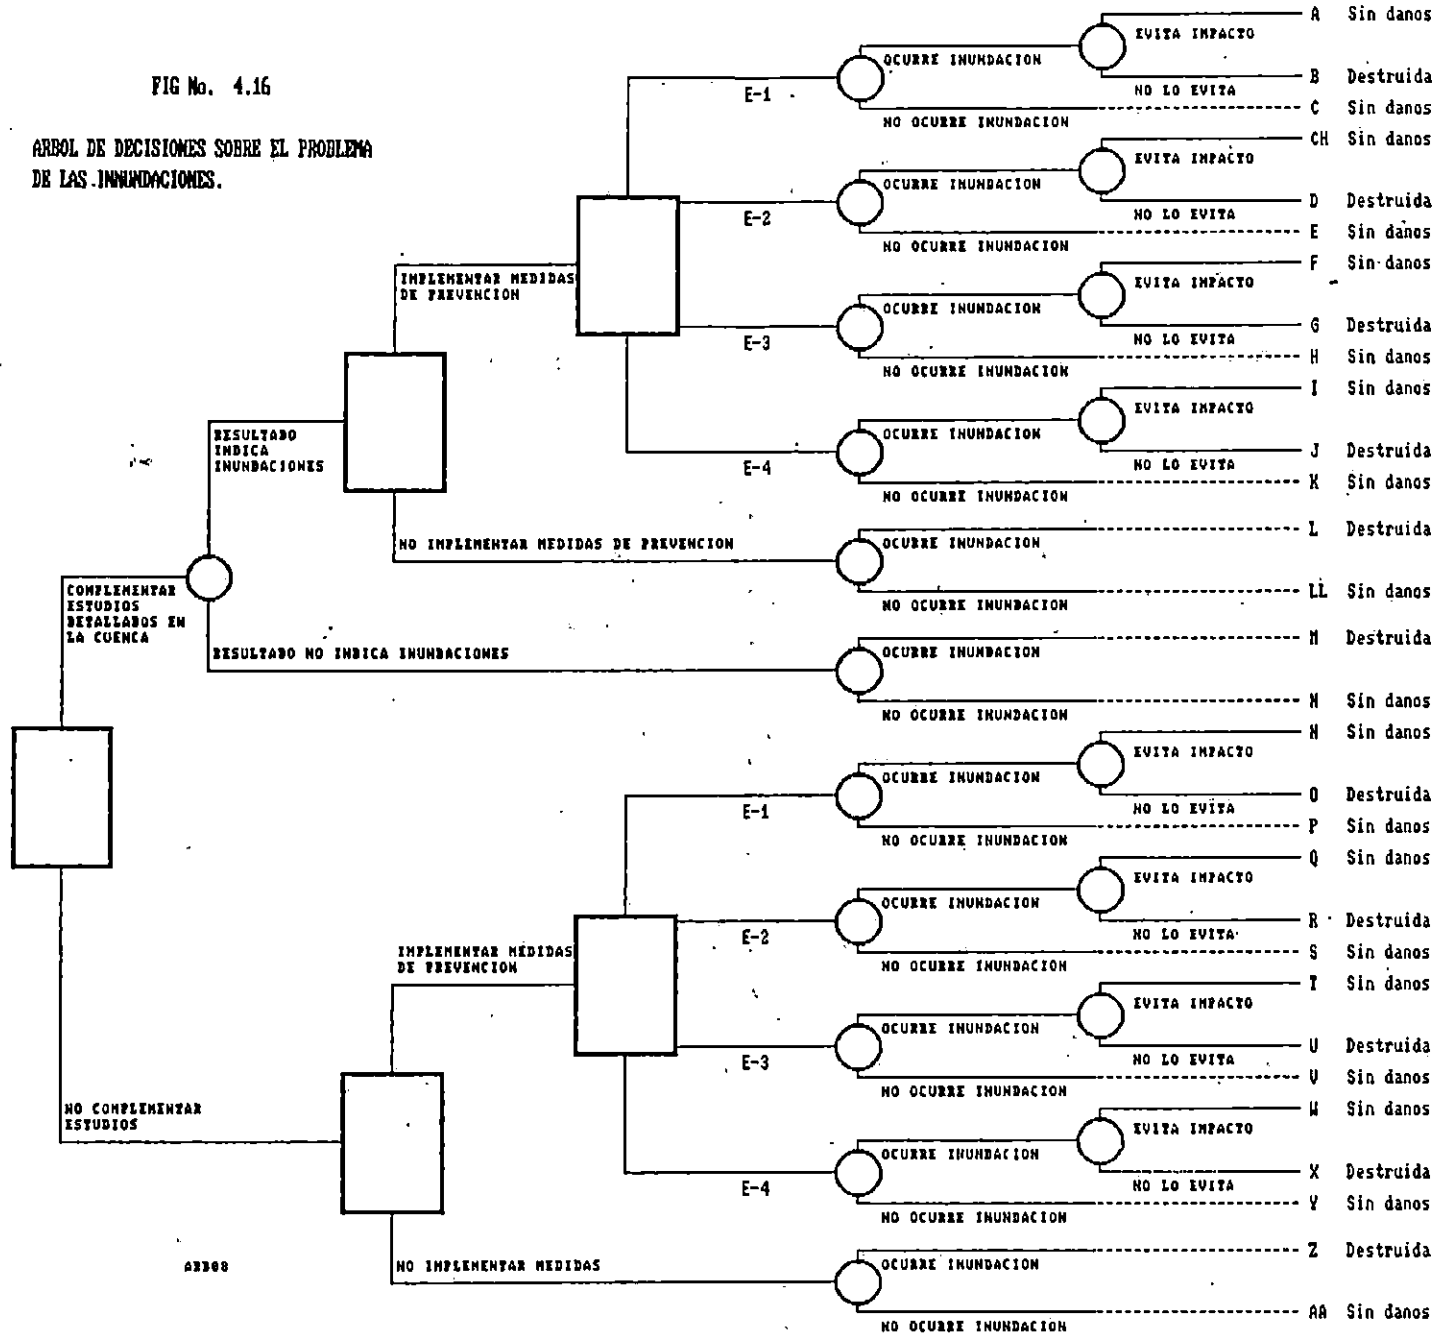 FIG No. 4.16
ARBOL DE DECISIONES SOBRE EL PROBLEMA
DE LAS INNUNDACIONES.
A Sin danos
EVITA IMPACTO
OCURRE INUNDACION
E-1
B Destruida
NO LO EVITA
C Sin danos
NO OCURRE INUNDACION
CH Sin danos
EVITA IMPACTO
OCURRE INUNDACION
E-2
D Destruida
NO LO EVITA
E Sin danos
NO OCURRE INUNDACION
F Sin danos
IMPLEMENTAR MEDIDAS
DE PREVENCION
EVITA IMPACTO
OCURRE INUNDACION
E-3
G Destruida
NO LO EVITA
H Sin danos
NO OCURRE INUNDACION
I Sin danos
EVITA IMPACTO
OCURRE INUNDACION
RESULTADO
INDICA
INUNDACIONES
E-4
J Destruida
NO LO EVITA
K Sin danos
NO OCURRE INUNDACION
L Destruida
NO IMPLEMENTAR MEDIDAS DE PREVENCION
OCURRE INUNDACION
LL Sin danos
NO OCURRE INUNDACION
COMPLEMENTAR
ESTUDIOS
DETALLADOS EN
LA CUENCA
M Destruida
RESULTADO NO INDICA INUNDACIONES
OCURRE INUNDACION
N Sin danos
NO OCURRE INUNDACION
N Sin danos
EVITA IMPACTO
OCURRE INUNDACION
E-1
O Destruida
NO LO EVITA
P Sin danos
NO OCURRE INUNDACION
Q Sin danos
EVITA IMPACTO
OCURRE INUNDACION
E-2
R Destruida
NO LO EVITA
IMPLEMENTAR MEDIDAS
DE PREVENCION
S Sin danos
NO OCURRE INUNDACION
T Sin danos
EVITA IMPACTO
OCURRE INUNDACION
E-3
U Destruida
NO LO EVITA
V Sin danos
NO OCURRE INUNDACION
NO COMPLEMENTAR
ESTUDIOS
W Sin danos
EVITA IMPACTO
OCURRE INUNDACION
E-4
X Destruida
NO LO EVITA
Y Sin danos
NO OCURRE INUNDACION
Z Destruida
NO IMPLEMENTAR MEDIDAS
OCURRE INUNDACION
AA Sin danos
NO OCURRE INUNDACION